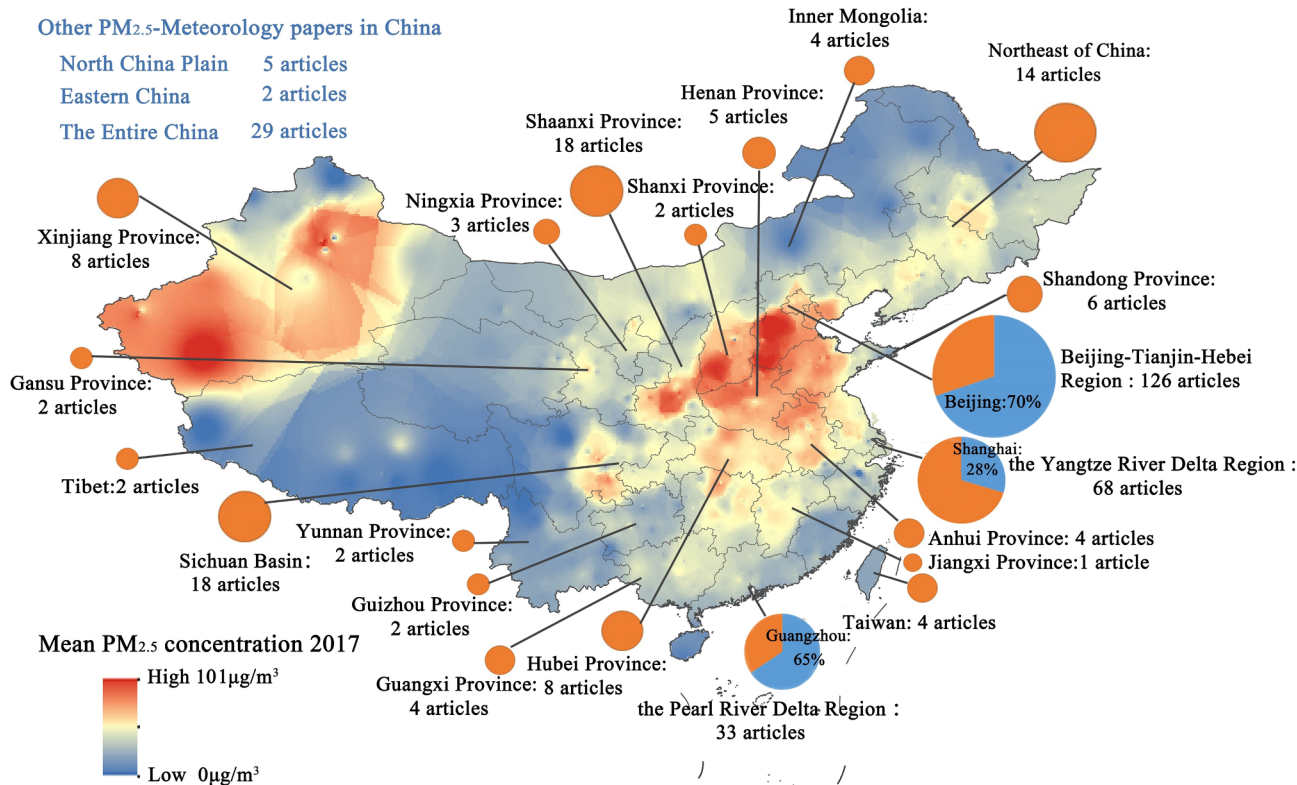 Other PM2.5-Meteorology papers in China
North China Plain 5 articles
Eastern China 2 articles
The Entire China 29 articles
Inner Mongolia:
4 articles
Northeast of China:
14 articles
Henan Province:
5 articles
Shaanxi Province:
18 articles
Shanxi Province:
2 articles
Ningxia Province:
3 articles
Xinjiang Province:
8 articles
Shandong Province:
6 articles
Beijing-Tianjin-Hebei
Region : 126 articles
Beijing:70%
Gansu Province:
2 articles
Shanghai:
28%
the Yangtze River Delta Region :
68 articles
Tibet:2 articles
Sichuan Basin:
18 articles
Yunnan Province:
2 articles
Anhui Province: 4 articles
Jiangxi Province:1 article
Taiwan: 4 articles
Guizhou Province:
2 articles
Guangxi Province:
4 articles
Hubei Province:
8 articles
Guangzhou:
65%
the Pearl River Delta Region :
33 articles
Mean PM2.5 concentration 2017
High 101μg/m³
Low 0μg/m³